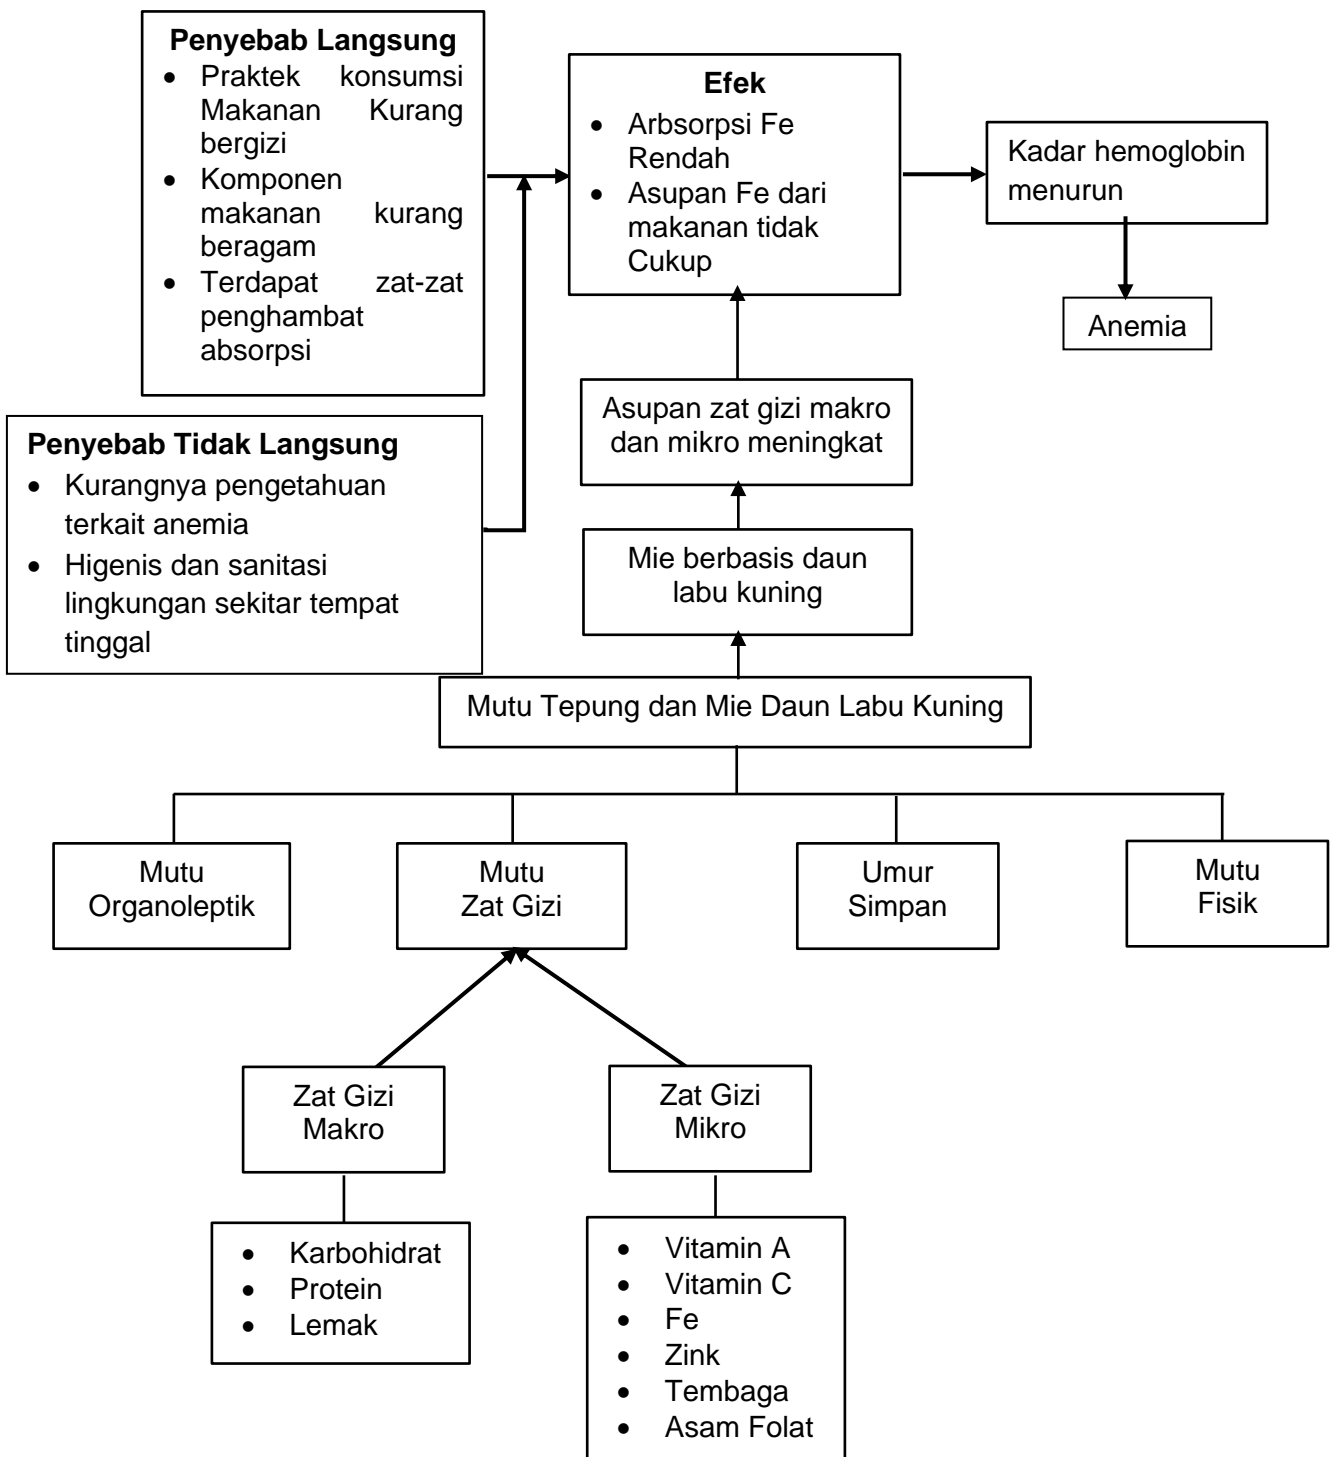 Penyebab Langsung
• Praktek konsumsi
Makanan Kurang
bergizi
• Komponen
makanan kurang
beragam
• Terdapat zat-zat
penghambat
absorpsi
Efek
• Arbsorpsi Fe
Rendah
• Asupan Fe dari
makanan tidak
Cukup
Kadar hemoglobin
menurun
Anemia
Penyebab Tidak Langsung
• Kurangnya pengetahuan
terkait anemia
• Higenis dan sanitasi
lingkungan sekitar tempat
tinggal
Asupan zat gizi makro
dan mikro meningkat
Mie berbasis daun
labu kuning
Mutu Tepung dan Mie Daun Labu Kuning
Mutu
Organoleptik
Mutu
Zat Gizi
Umur
Simpan
Mutu
Fisik
Zat Gizi
Makro
Zat Gizi
Mikro
• Karbohidrat
• Protein
• Lemak
• Vitamin A
• Vitamin C
• Fe
• Zink
• Tembaga
• Asam Folat